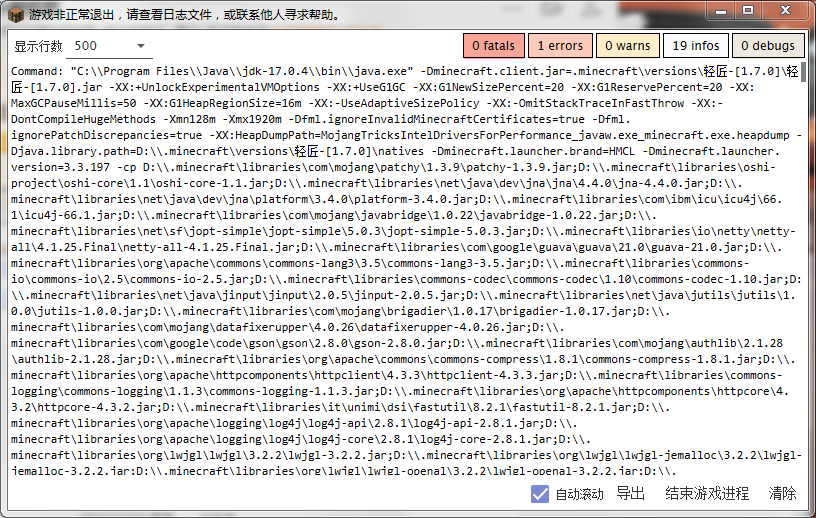 游戏非正常退出，请查看日志文件，或联系他人寻求帮助。
显示行数 500 0 fatals 1 errors 0 warns 19 infos 0 debugs
Command: "C:\\Program Files\\Java\\jdk-17.0.4\\bin\\java.exe" -Dminecraft.client.jar=.minecraft\versions\轻匠-[1.7.0]\轻
匠-[1.7.0].jar -XX:+UnlockExperimentalVMOptions -XX:+UseG1GC -XX:G1NewSizePercent=20 -XX:G1ReservePercent=20 -XX:
MaxGCPauseMillis=50 -XX:G1HeapRegionSize=16m -XX:-UseAdaptiveSizePolicy -XX:-OmitStackTraceInFastThrow -XX:-
DontCompileHugeMethods -Xmn128m -Xmx1920m -Dfml.ignoreInvalidMinecraftCertificates=true -Dfml.
ignorePatchDiscrepancies=true -XX:HeapDumpPath=MojangTricksIntelDriversForPerformance_javaw.exe_minecraft.exe.heapdump -
Djava.library.path=D:\\.minecraft\versions\轻匠-[1.7.0]\natives -Dminecraft.launcher.brand=HMCL -Dminecraft.launcher.
version=3.3.197 -cp D:\\.minecraft\libraries\com\mojang\patchy\1.3.9\patchy-1.3.9.jar;D:\\.minecraft\libraries\oshi-
project\oshi-core\1.1\oshi-core-1.1.jar;D:\\.minecraft\libraries\net\java\dev\jna\jna\4.4.0\jna-4.4.0.jar;D:\\.
minecraft\libraries\net\java\dev\jna\platform\3.4.0\platform-3.4.0.jar;D:\\.minecraft\libraries\com\ibm\icu\icu4j\66.
1\icu4j-66.1.jar;D:\\.minecraft\libraries\com\mojang\javabridge\1.0.22\javabridge-1.0.22.jar;D:\\.
minecraft\libraries\net\sf\jopt-simple\jopt-simple\5.0.3\jopt-simple-5.0.3.jar;D:\\.minecraft\libraries\io\netty\netty-
all\4.1.25.Final\netty-all-4.1.25.Final.jar;D:\\.minecraft\libraries\com\google\guava\guava\21.0\guava-21.0.jar;D:\\.
minecraft\libraries\org\apache\commons\commons-lang3\3.5\commons-lang3-3.5.jar;D:\\.minecraft\libraries\commons-
io\commons-io\2.5\commons-io-2.5.jar;D:\\.minecraft\libraries\commons-codec\commons-codec\1.10\commons-codec-1.10.jar;D:
\\.minecraft\libraries\net\java\jinput\jinput\2.0.5\jinput-2.0.5.jar;D:\\.minecraft\libraries\net\java\jutils\jutils\1.
0.0\jutils-1.0.0.jar;D:\\.minecraft\libraries\com\mojang\brigadier\1.0.17\brigadier-1.0.17.jar;D:\\.
minecraft\libraries\com\mojang\datafixerupper\4.0.26\datafixerupper-4.0.26.jar;D:\\.
minecraft\libraries\com\google\code\gson\gson\2.8.0\gson-2.8.0.jar;D:\\.minecraft\libraries\com\mojang\authlib\2.1.28
\authlib-2.1.28.jar;D:\\.minecraft\libraries\org\apache\commons\commons-compress\1.8.1\commons-compress-1.8.1.jar;D:\\.
minecraft\libraries\org\apache\httpcomponents\httpclient\4.3.3\httpclient-4.3.3.jar;D:\\.minecraft\libraries\commons-
logging\commons-logging\1.1.3\commons-logging-1.1.3.jar;D:\\.minecraft\libraries\org\apache\httpcomponents\httpcore\4.
3.2\httpcore-4.3.2.jar;D:\\.minecraft\libraries\it\unimi\dsi\fastutil\8.2.1\fastutil-8.2.1.jar;D:\\.
minecraft\libraries\org\apache\logging\log4j\log4j-api\2.8.1\log4j-api-2.8.1.jar;D:\\.
minecraft\libraries\org\apache\logging\log4j\log4j-core\2.8.1\log4j-core-2.8.1.jar;D:\\.
minecraft\libraries\org\lwjgl\lwjgl\3.2.2\lwjgl-3.2.2.jar;D:\\.minecraft\libraries\org\lwjgl\lwjgl-jemalloc\3.2.2\lwjgl-
jemalloc-3.2.2.jar;D:\\.minecraft\libraries\org\lwjgl\lwjgl-openal\3.2.2\lwjgl-openal-3.2.2.jar;D:\\.
自动滚动 导出 结束游戏进程 清除